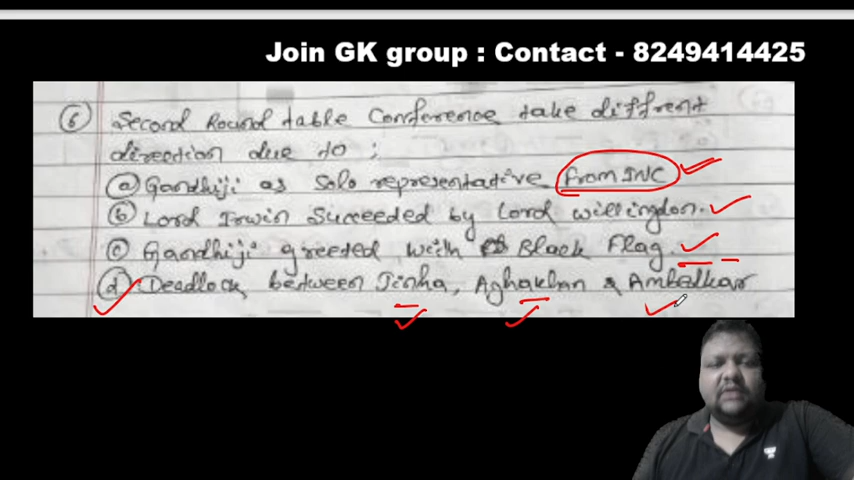 Join GK group : Contact - 8249414425
⑥ Second Round table Conference take diffrent
direction due to ;
ⓐ Gandhiji as Solo representative from INC
ⓑ Lord Irwin Succeeded by Lord Willingdon.
ⓒ Gandhiji greeted with Black Flag.
ⓓ Deadlock between Jinha, Aghakhan & Ambedkar